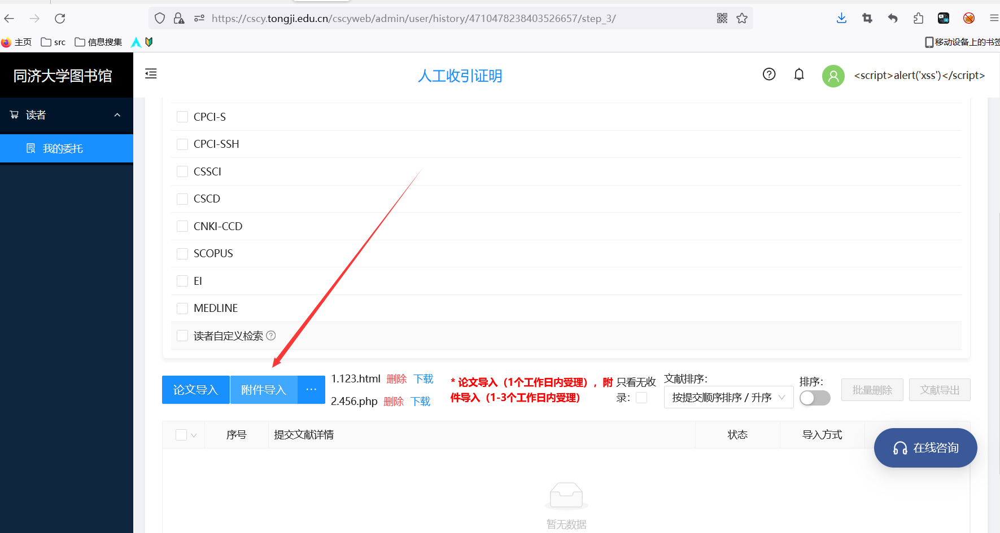 https://cscy.tongji.edu.cn/cscyweb/admin/user/history/4710478238403526657/step_3/
主页 src 信息搜集
移动设备上的书签
同济大学图书馆
人工收引证明
<script>alert('xss')</script>
读者
我的委托
CPCI-S
CPCI-SSH
CSSCI
CSCD
CNKI-CCD
SCOPUS
EI
MEDLINE
读者自定义检索
论文导入 附件导入 ···
1.123.html 删除 下载
2.456.php 删除 下载
* 论文导入（1个工作日内受理），附
件导入（1-3个工作日内受理）
只看无收
录：
文献排序：
按提交顺序排序 / 升序
排序：
批量删除 文献导出
序号 提交文献详情 状态 导入方式
在线咨询
暂无数据